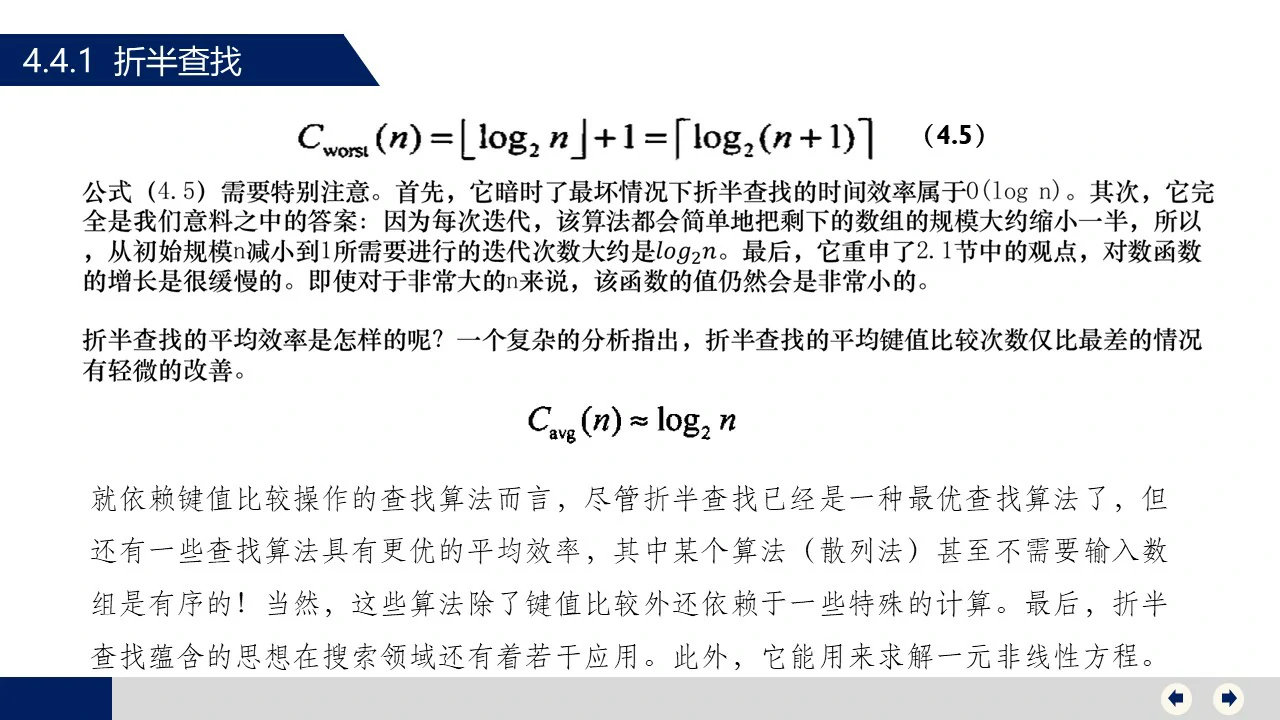 4.4.1 折半查找
C_worst(n)=⌊log₂ n⌋+1=⌈log₂(n+1)⌉ （4.5）
公式（4.5）需要特别注意。首先，它暗时了最坏情况下折半查找的时间效率属于O(log n)。其次，它完
全是我们意料之中的答案：因为每次迭代，该算法都会简单地把剩下的数组的规模大约缩小一半，所以
，从初始规模n减小到1所需要进行的迭代次数大约是log₂n。最后，它重申了2.1节中的观点，对数函数
的增长是很缓慢的。即使对于非常大的n来说，该函数的值仍然会是非常小的。
折半查找的平均效率是怎样的呢？一个复杂的分析指出，折半查找的平均键值比较次数仅比最差的情况
有轻微的改善。
C_avg(n)≈log₂ n
就依赖键值比较操作的查找算法而言，尽管折半查找已经是一种最优查找算法了，但
还有一些查找算法具有更优的平均效率，其中某个算法（散列法）甚至不需要输入数
组是有序的！当然，这些算法除了键值比较外还依赖于一些特殊的计算。最后，折半
查找蕴含的思想在搜索领域还有着若干应用。此外，它能用来求解一元非线性方程。